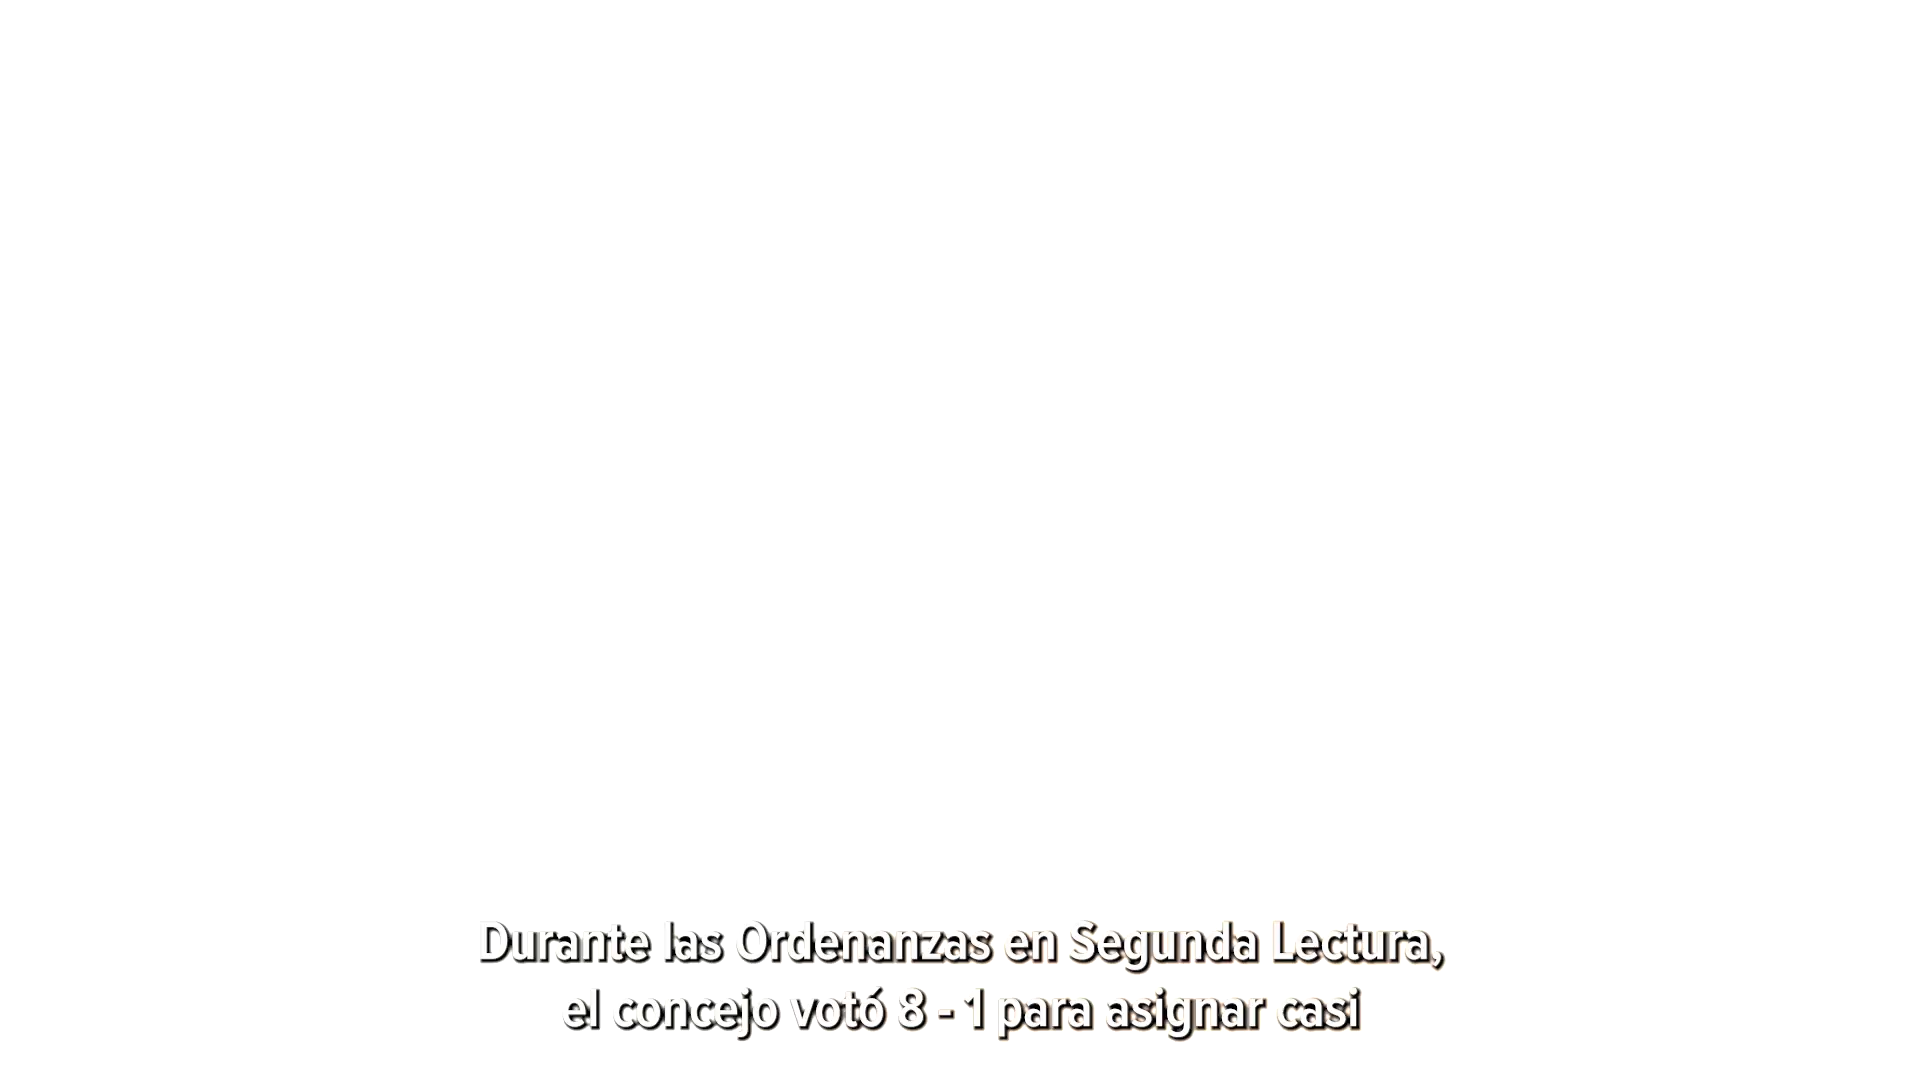 Durante las Ordenanzas en Segunda Lectura,
el concejo votó 8 - 1 para asignar casi